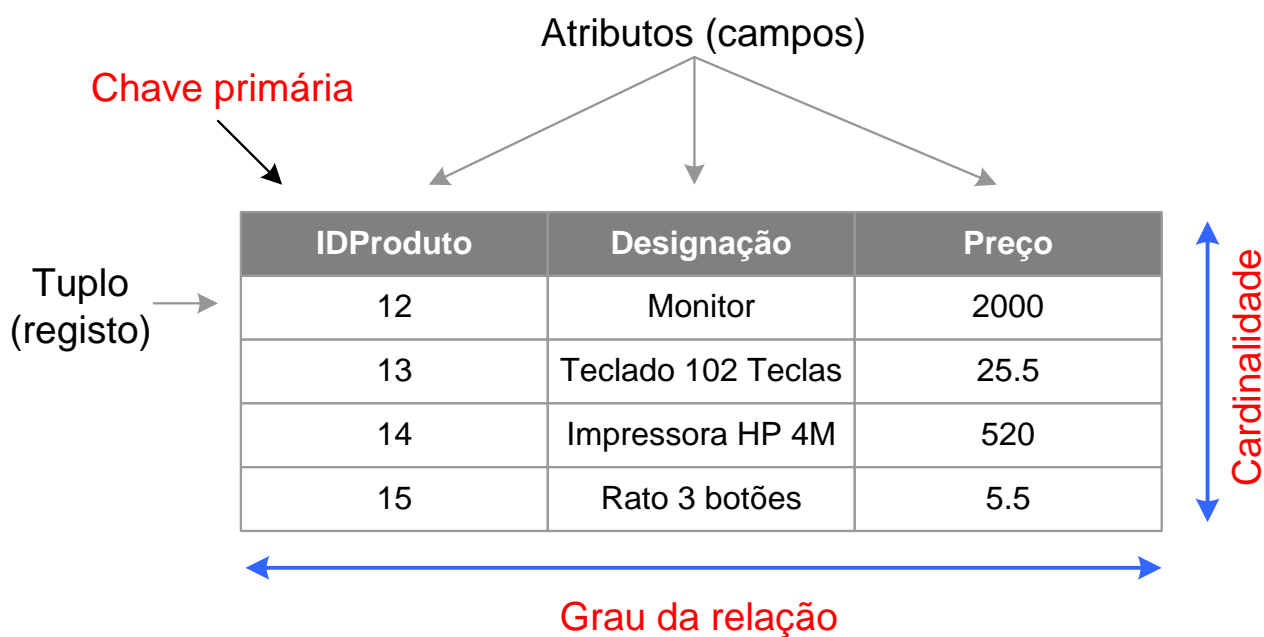 Atributos (campos)
Chave primária
IDProduto Designação Preço
Tuplo
(registo)
12 Monitor 2000
13 Teclado 102 Teclas 25.5
14 Impressora HP 4M 520
15 Rato 3 botões 5.5
Cardinalidade
Grau da relação